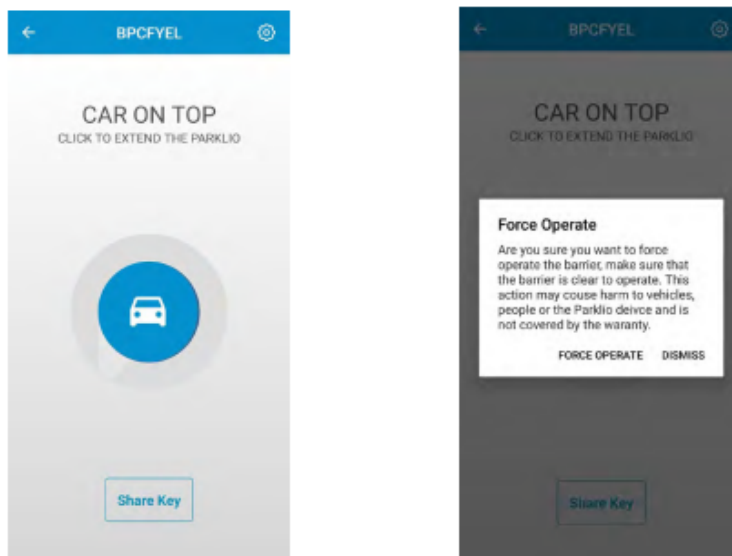 BPCFYEL
CAR ON TOP
CLICK TO EXTEND THE PARKLIO
Share Key
BPCFYEL
CAR ON TOP
CLICK TO EXTEND THE PARKLIO
Force Operate
Are you sure you want to force
operate the barrier, make sure that
the barrier is clear to operate. This
action may couse harm to vehicles,
people or the Parklio deivce and is
not covered by the waranty.
FORCE OPERATE DISMISS
Share Key